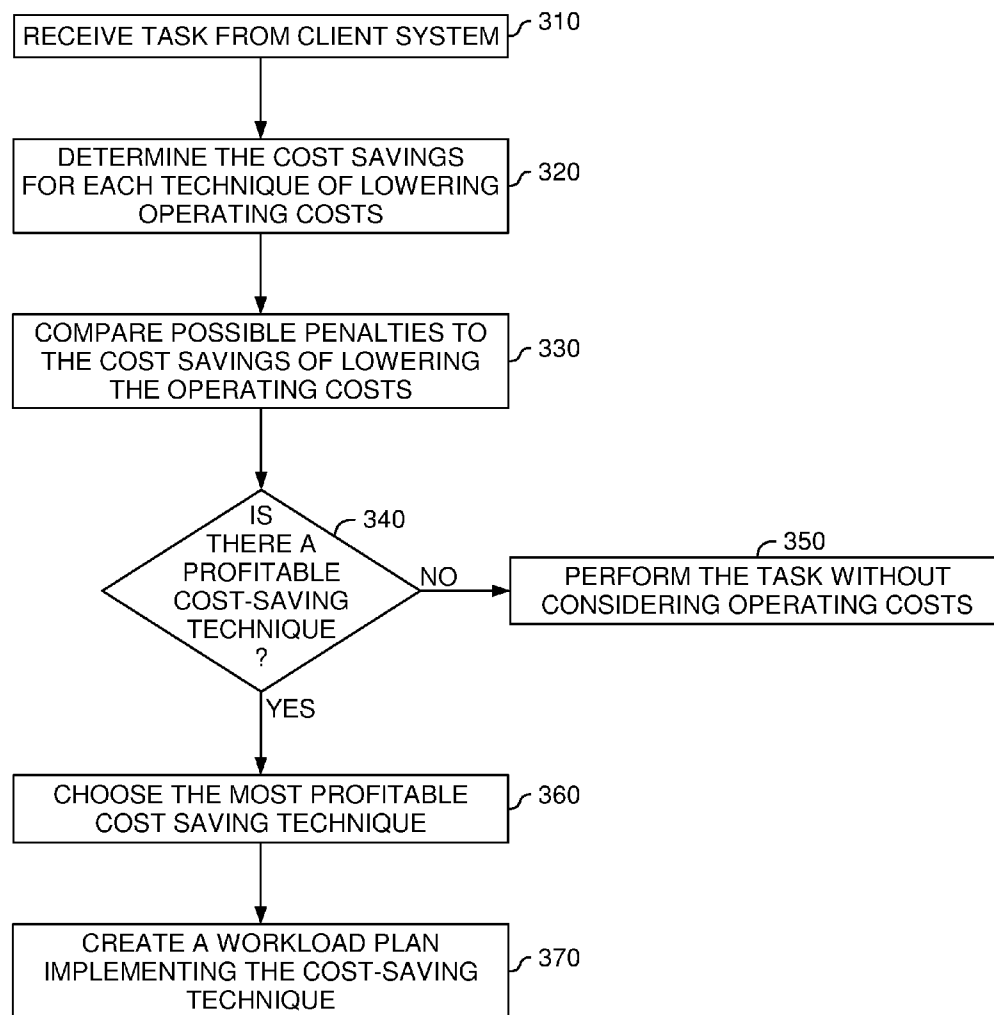 RECEIVE TASK FROM CLIENT SYSTEM
310
DETERMINE THE COST SAVINGS
FOR EACH TECHNIQUE OF LOWERING
OPERATING COSTS
320
COMPARE POSSIBLE PENALTIES TO
THE COST SAVINGS OF LOWERING
THE OPERATING COSTS
330
IS
THERE A
PROFITABLE
COST-SAVING
TECHNIQUE
?
340
NO
350
PERFORM THE TASK WITHOUT
CONSIDERING OPERATING COSTS
YES
CHOOSE THE MOST PROFITABLE
COST SAVING TECHNIQUE
360
CREATE A WORKLOAD PLAN
IMPLEMENTING THE COST-SAVING
TECHNIQUE
370